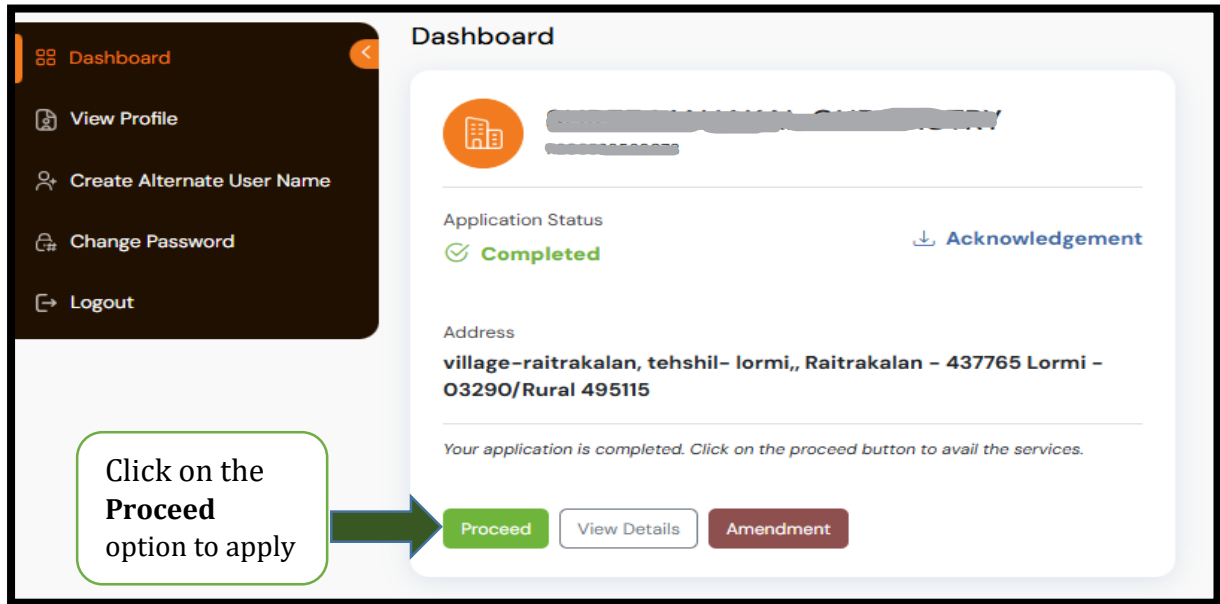 Dashboard
Dashboard
View Profile
Create Alternate User Name
Change Password
Logout
Application Status
Completed
Acknowledgement
Address
village-raitrakalan, tehshil- lormi,, Raitrakalan - 437765 Lormi -
03290/Rural 495115
Your application is completed. Click on the proceed button to avail the services.
Click on the
Proceed
option to apply
Proceed
View Details
Amendment